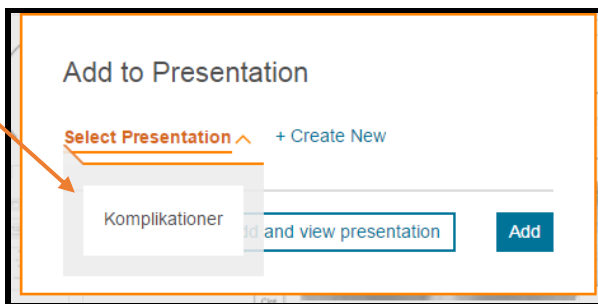 Add to Presentation
Select Presentation + Create New
Komplikationer
and view presentation Add